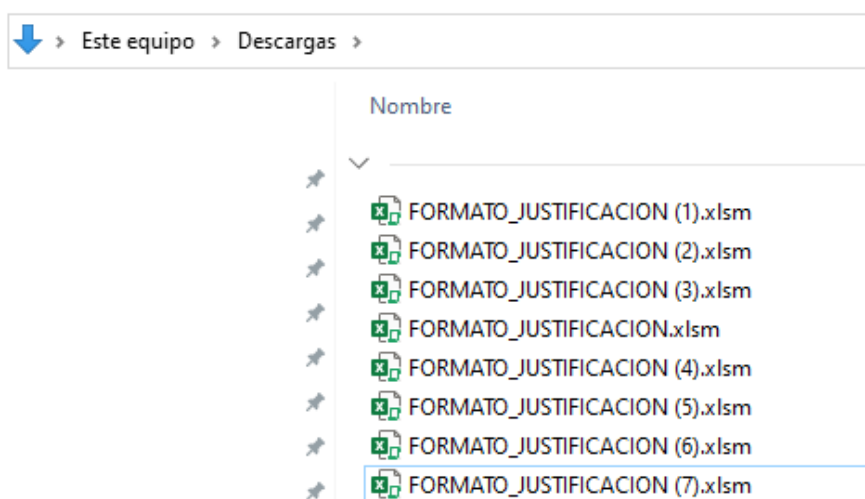 Este equipo > Descargas >
Nombre
FORMATO_JUSTIFICACION (1).xlsm
FORMATO_JUSTIFICACION (2).xlsm
FORMATO_JUSTIFICACION (3).xlsm
FORMATO_JUSTIFICACION.xlsm
FORMATO_JUSTIFICACION (4).xlsm
FORMATO_JUSTIFICACION (5).xlsm
FORMATO_JUSTIFICACION (6).xlsm
FORMATO_JUSTIFICACION (7).xlsm